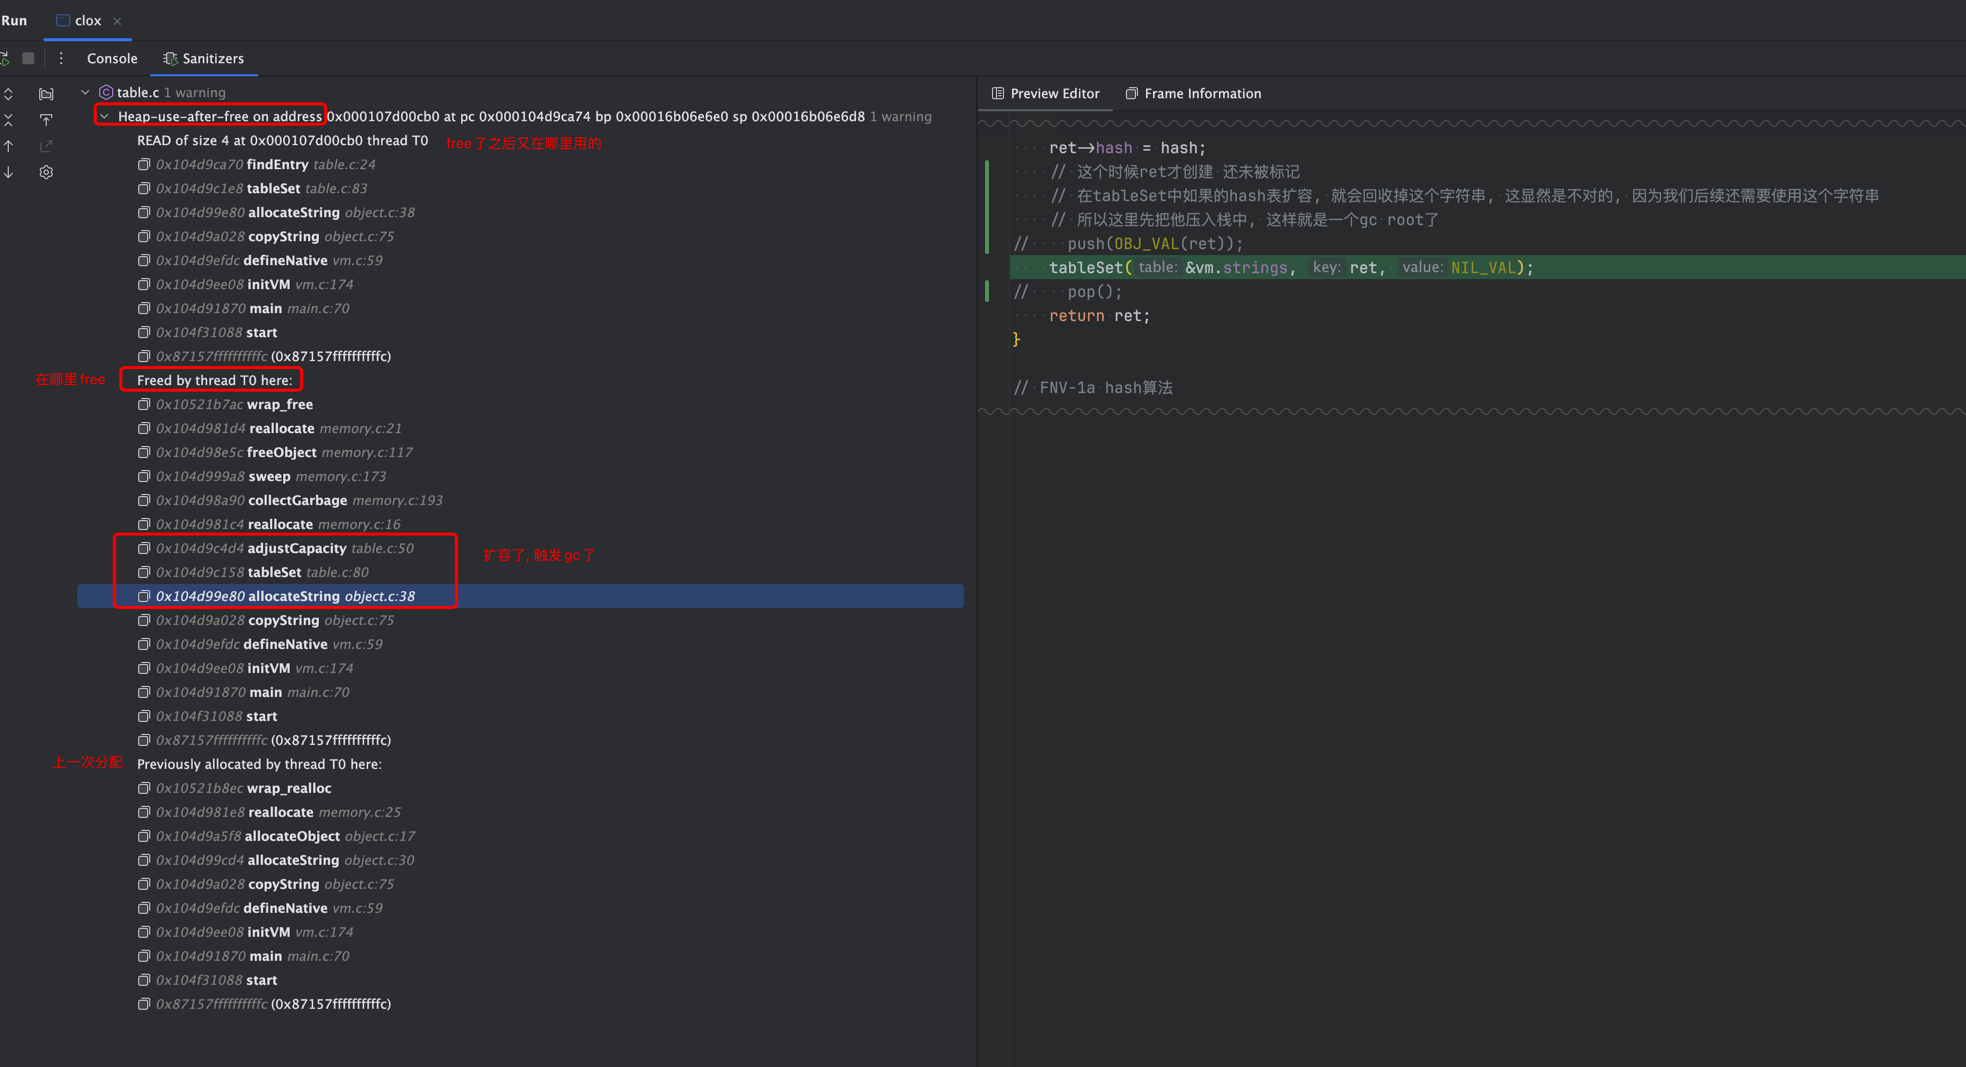 Run
clox ×
Console
Sanitizers
table.c 1 warning
Heap-use-after-free on address 0x000107d00cb0 at pc 0x000104d9ca74 bp 0x00016b06e6e0 sp 0x00016b06e6d8 1 warning
READ of size 4 at 0x000107d00cb0 thread T0
free了之后又在哪里用的
0x104d9ca70 findEntry table.c:24
0x104d9c1e8 tableSet table.c:83
0x104d99e80 allocateString object.c:38
0x104d9a028 copyString object.c:75
0x104d9efdc defineNative vm.c:59
0x104d9ee08 initVM vm.c:174
0x104d91870 main main.c:70
0x104f31088 start
0x87157ffffffffffc (0x87157ffffffffffc)
在哪里free
Freed by thread T0 here:
0x10521b7ac wrap_free
0x104d981d4 reallocate memory.c:21
0x104d98e5c freeObject memory.c:117
0x104d999a8 sweep memory.c:173
0x104d98a90 collectGarbage memory.c:193
0x104d981c4 reallocate memory.c:16
0x104d9c4d4 adjustCapacity table.c:50
扩容了, 触发gc了
0x104d9c158 tableSet table.c:80
0x104d99e80 allocateString object.c:38
0x104d9a028 copyString object.c:75
0x104d9efdc defineNative vm.c:59
0x104d9ee08 initVM vm.c:174
0x104d91870 main main.c:70
0x104f31088 start
0x87157ffffffffffc (0x87157ffffffffffc)
上一次分配
Previously allocated by thread T0 here:
0x10521b8ec wrap_realloc
0x104d981e8 reallocate memory.c:25
0x104d9a5f8 allocateObject object.c:17
0x104d99cd4 allocateString object.c:30
0x104d9a028 copyString object.c:75
0x104d9efdc defineNative vm.c:59
0x104d9ee08 initVM vm.c:174
0x104d91870 main main.c:70
0x104f31088 start
0x87157ffffffffffc (0x87157ffffffffffc)
Preview Editor
Frame Information
ret->hash = hash;
// 这个时候ret才创建 还未被标记
// 在tableSet中如果的hash表扩容, 就会回收掉这个字符串, 这显然是不对的, 因为我们后续还需要使用这个字符串
// 所以这里先把他压入栈中, 这样就是一个gc root了
// push(OBJ_VAL(ret));
tableSet( table: &vm.strings, key: ret, value: NIL_VAL);
// pop();
return ret;
}
// FNV-1a hash算法